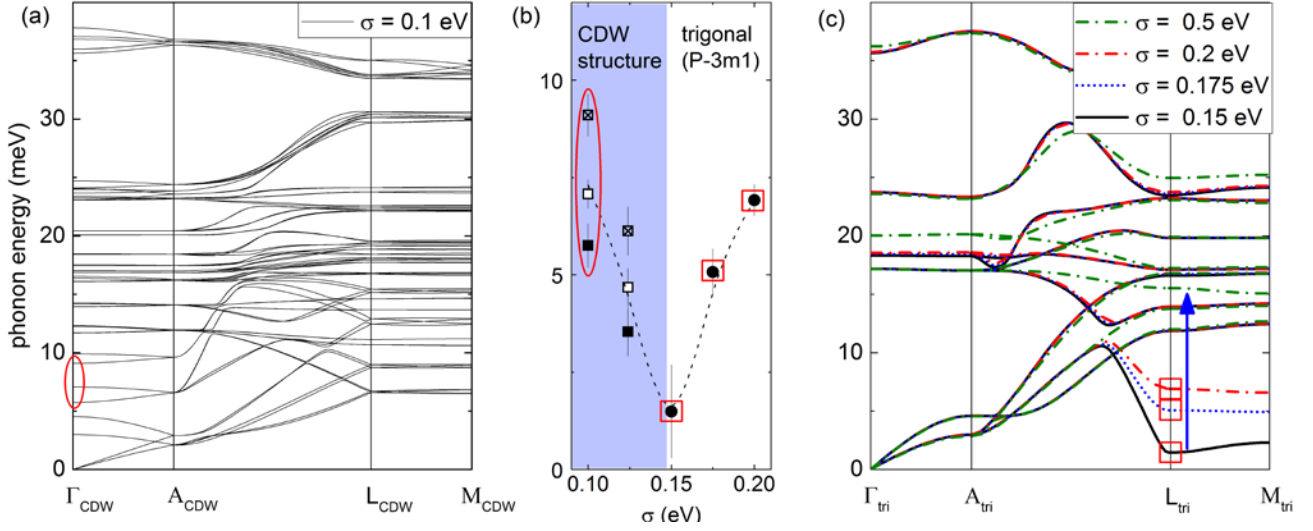 (a)
σ = 0.1 eV
phonon energy (meV)
30
20
10
0
Γ_CDW
A_CDW
L_CDW
M_CDW
(b)
CDW
structure
trigonal
(P-3m1)
10
5
0
0.10
0.15
0.20
σ (eV)
(c)
σ = 0.5 eV
σ = 0.2 eV
σ = 0.175 eV
σ = 0.15 eV
30
20
10
0
Γ_tri
A_tri
L_tri
M_tri